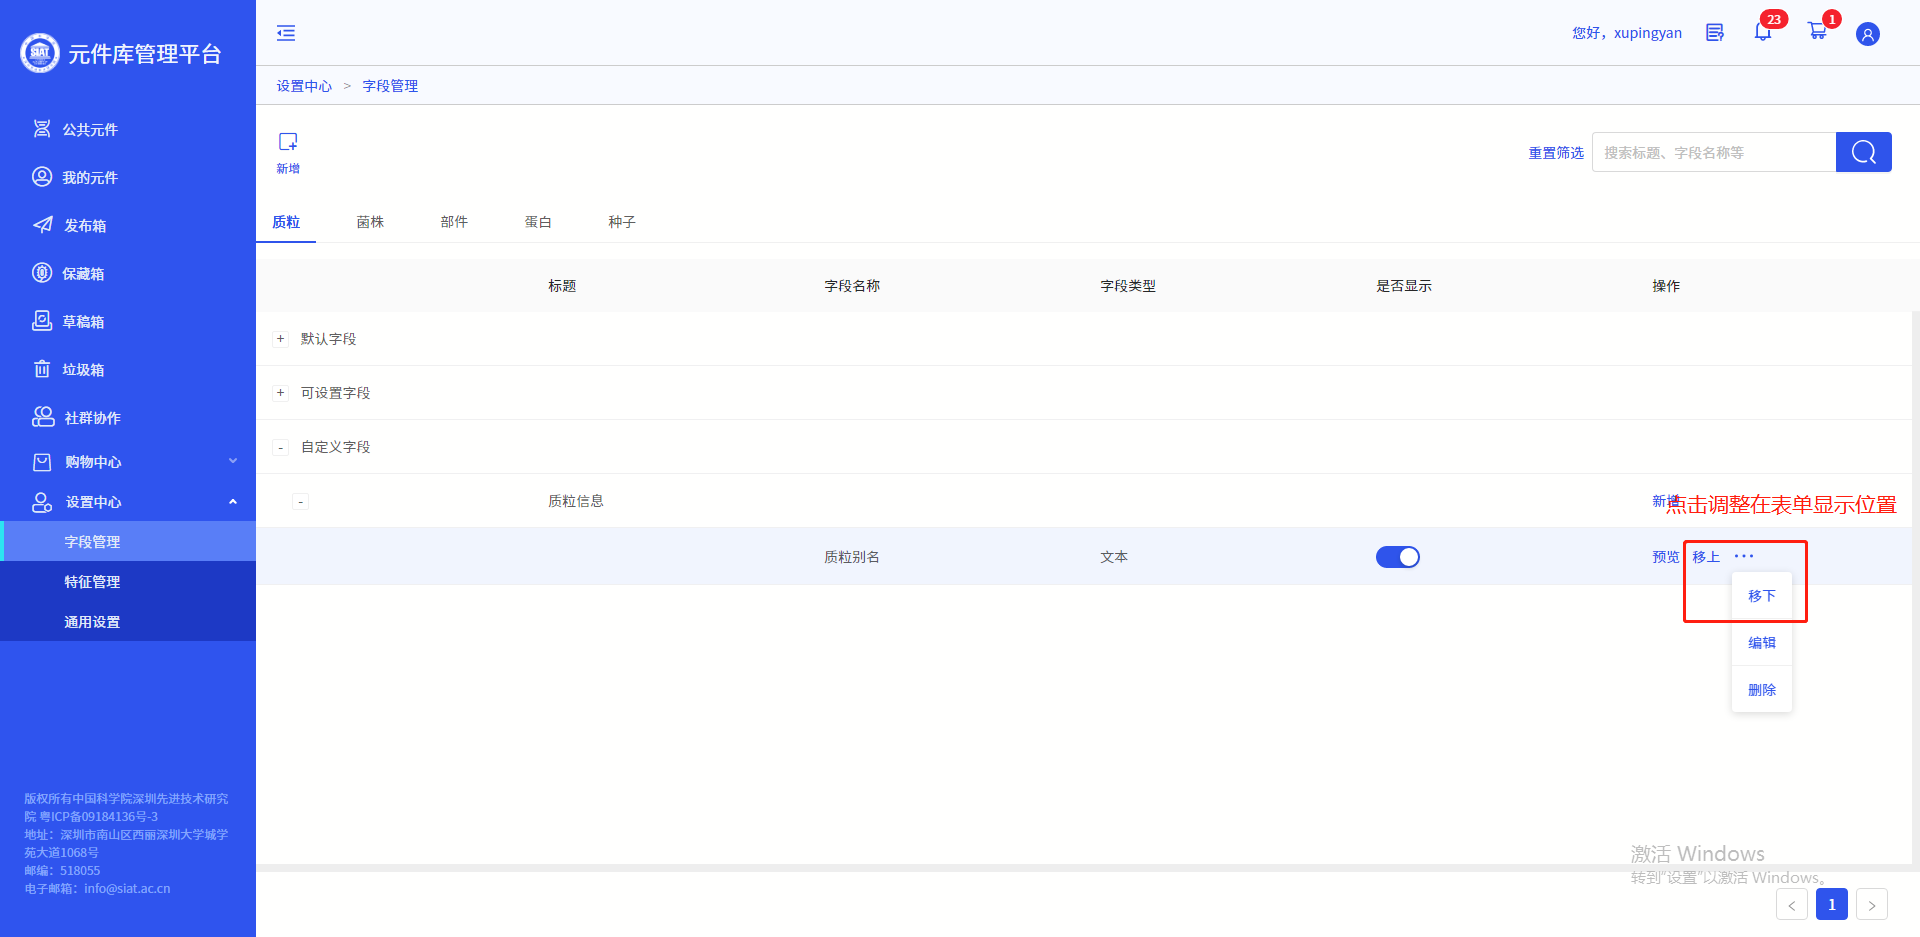 SIAT 元件库管理平台
您好，xupingyan
23
1
设置中心 > 字段管理
公共元件
我的元件
发布箱
保藏箱
草稿箱
垃圾箱
社群协作
购物中心
设置中心
字段管理
特征管理
通用设置
新增
重置筛选
搜索标题、字段名称等
质粒 菌株 部件 蛋白 种子
标题 字段名称 字段类型 是否显示 操作
+ 默认字段
+ 可设置字段
- 自定义字段
- 质粒信息 新增
点击调整在表单显示位置
质粒别名 文本 预览 移上 ···
移下
编辑
删除
版权所有中国科学院深圳先进技术研究
院 粤ICP备09184136号-3
地址：深圳市南山区西丽深圳大学城学
苑大道1068号
邮编：518055
电子邮箱：info@siat.ac.cn
激活 Windows
转到"设置"以激活 Windows。
< 1 >